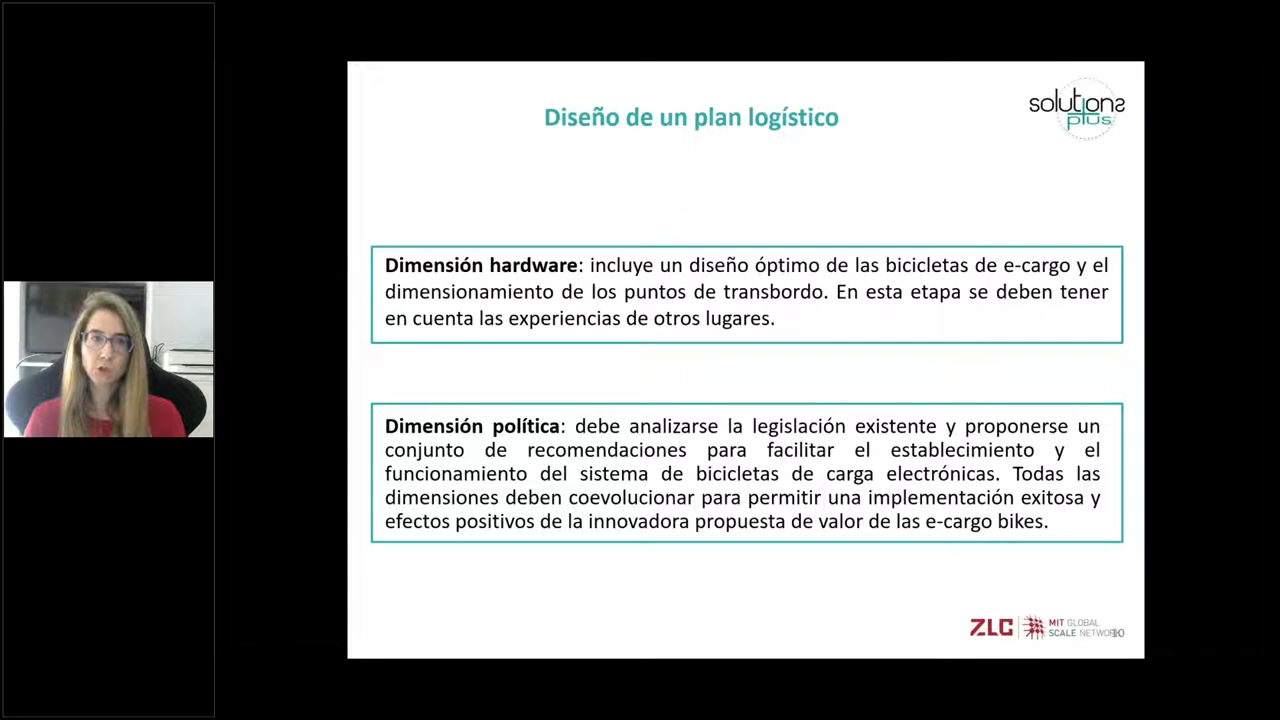 Diseño de un plan logístico
solutions
plus
Dimensión hardware: incluye un diseño óptimo de las bicicletas de e-cargo y el
dimensionamiento de los puntos de transbordo. En esta etapa se deben tener
en cuenta las experiencias de otros lugares.
Dimensión política: debe analizarse la legislación existente y proponerse un
conjunto de recomendaciones para facilitar el establecimiento y el
funcionamiento del sistema de bicicletas de carga electrónicas. Todas las
dimensiones deben coevolucionar para permitir una implementación exitosa y
efectos positivos de la innovadora propuesta de valor de las e-cargo bikes.
ZLC
MIT GLOBAL
SCALE NETWORK
10